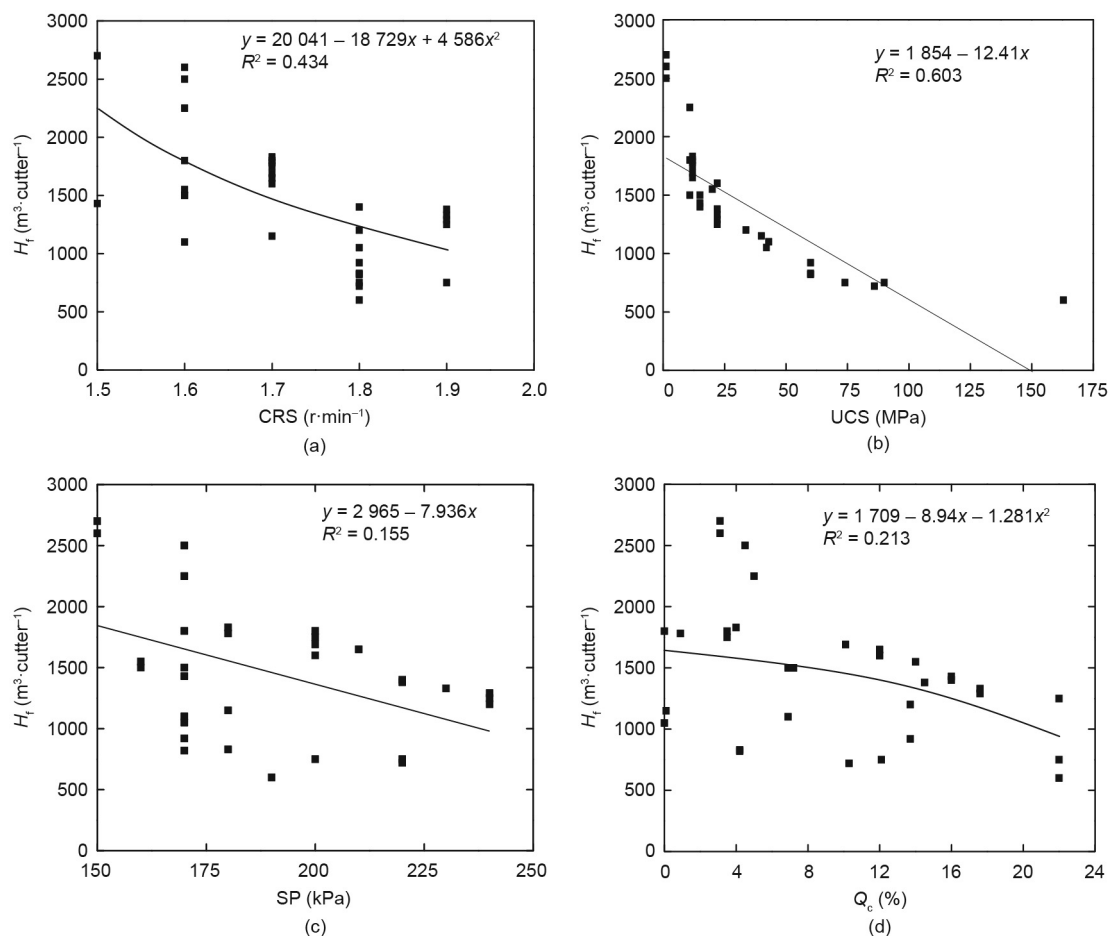 y = 20 041 – 18 729x + 4 586x²
R² = 0.434
3000
2500
2000
1500
1000
500
0
H_f (m³·cutter⁻¹)
1.5 1.6 1.7 1.8 1.9 2.0
CRS (r·min⁻¹)
(a)
y = 1 854 – 12.41x
R² = 0.603
3000
2500
2000
1500
1000
500
0
H_f (m³·cutter⁻¹)
0 25 50 75 100 125 150 175
UCS (MPa)
(b)
y = 2 965 – 7.936x
R² = 0.155
3000
2500
2000
1500
1000
500
0
H_f (m³·cutter⁻¹)
150 175 200 225 250
SP (kPa)
(c)
y = 1 709 – 8.94x – 1.281x²
R² = 0.213
3000
2500
2000
1500
1000
500
0
H_f (m³·cutter⁻¹)
0 4 8 12 16 20 24
Q_c (%)
(d)